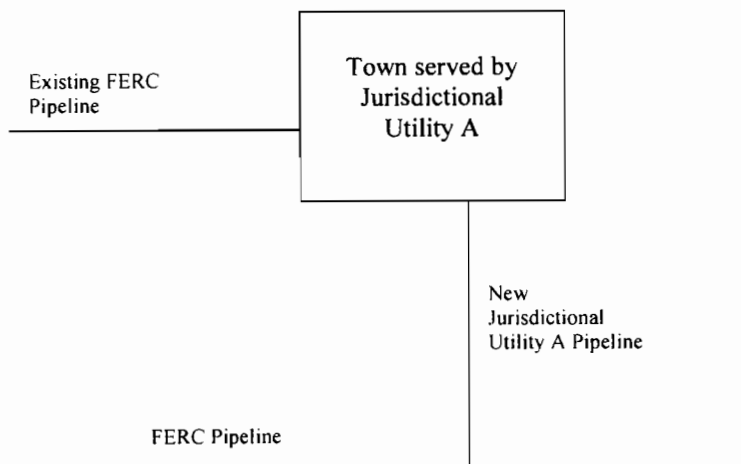 Existing FERC
Pipeline
Town served by
Jurisdictional
Utility A
New
Jurisdictional
Utility A Pipeline
FERC Pipeline